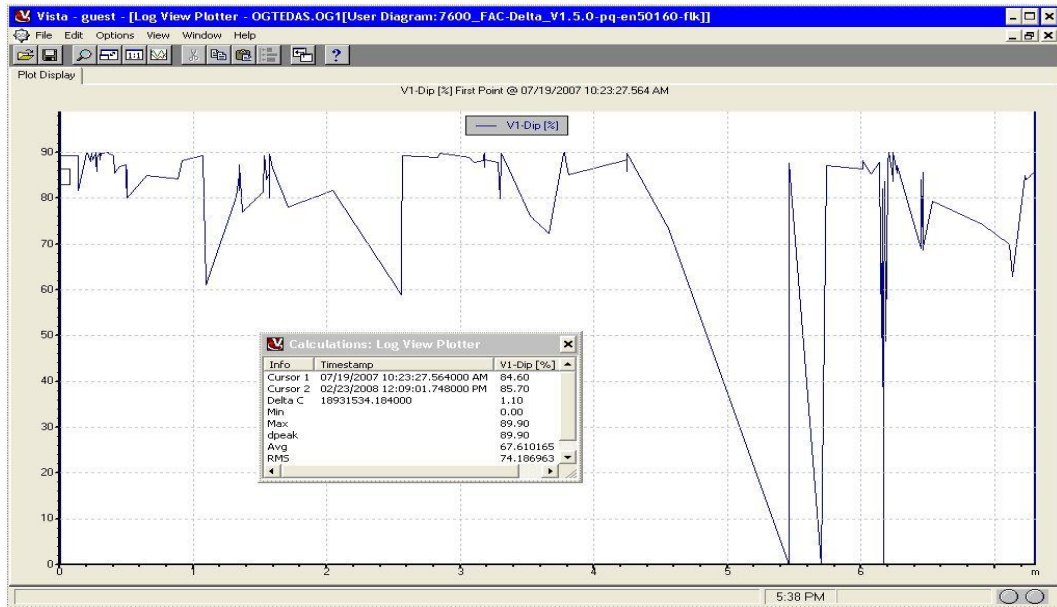 Vista - guest - [Log View Plotter - OGTEDAS.OG1[User Diagram:7600_FAC-Delta_V1.5.0-pq-en50160-flk]]
File Edit Options View Window Help
1:1
Plot Display
V1-Dip [%] First Point @ 07/19/2007 10:23:27.564 AM
V1-Dip [%]
90
80
70
60
50
40
30
20
10
0
0 1 2 3 4 5 6 m
Calculations: Log View Plotter
Info Timestamp V1-Dip [%]
Cursor 1 07/19/2007 10:23:27.564000 AM 84.60
Cursor 2 02/23/2008 12:09:01.748000 PM 85.70
Delta C 18931534.184000 1.10
Min 0.00
Max 89.90
dpeak 89.90
Avg 67.610165
RMS 74.186963
5:38 PM